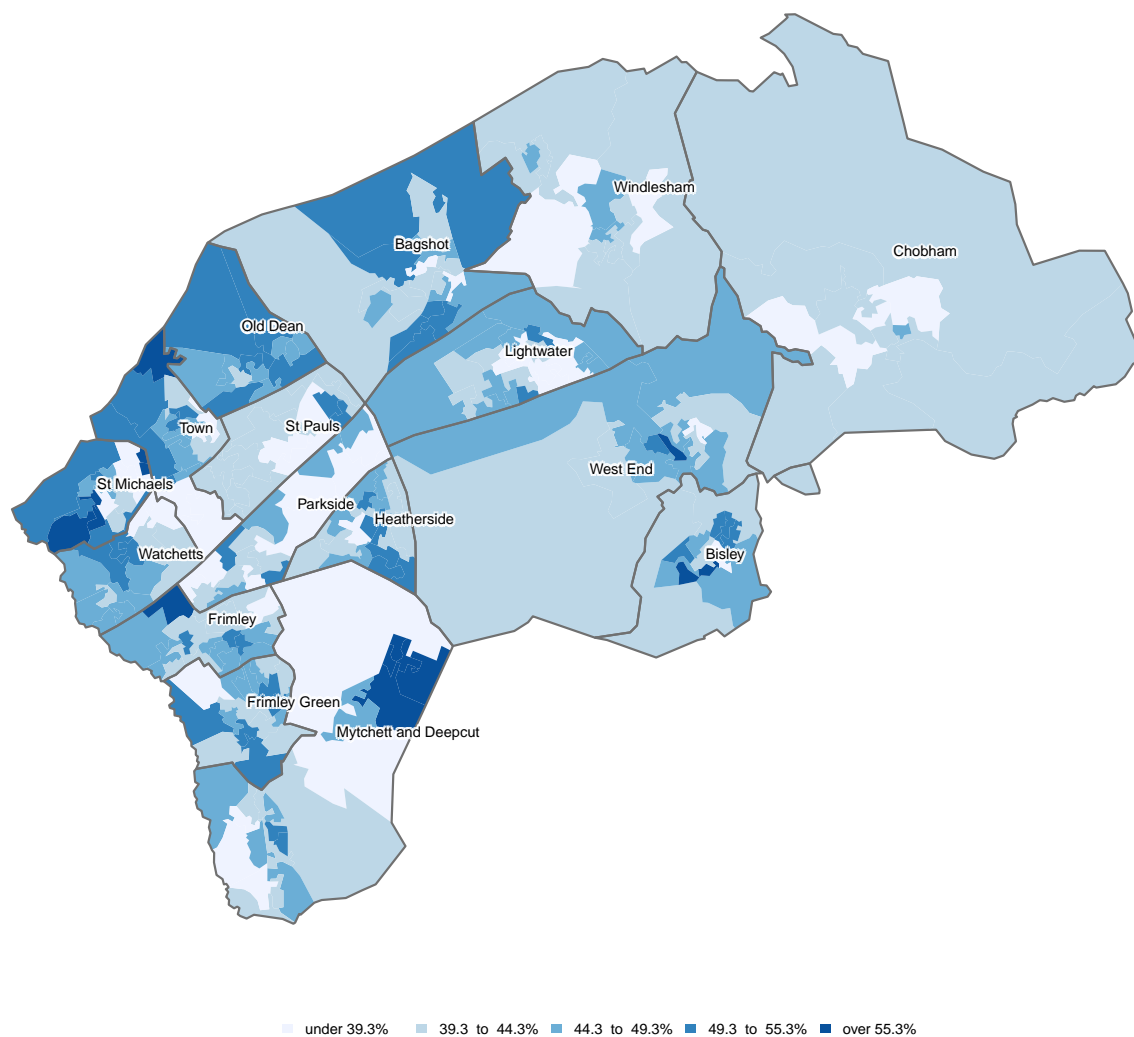 Windlesham
Bagshot
Chobham
Old Dean
Lightwater
St Pauls
Town
West End
St Michaels
Parkside
Heatherside
Watchetts
Bisley
Frimley
Frimley Green
Mytchett and Deepcut
under 39.3% 39.3 to 44.3% 44.3 to 49.3% 49.3 to 55.3% over 55.3%